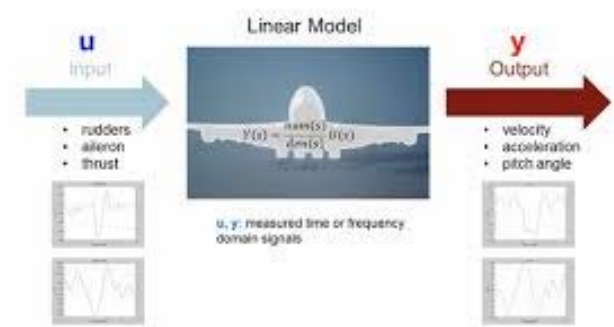 Linear Model
u
Input
y
Output
• rudders
• aileron
• thrust
Y(s) = num(s)/den(s) U(s)
• velocity
• acceleration
• pitch angle
u, y: measured time or frequency
domain signals